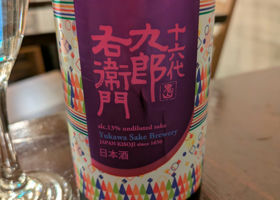 十六代
九郎
右衛門
alc.13% undiluted sake
Yukawa Sake Brewery
JAPAN KISOJI since 1650
日本酒